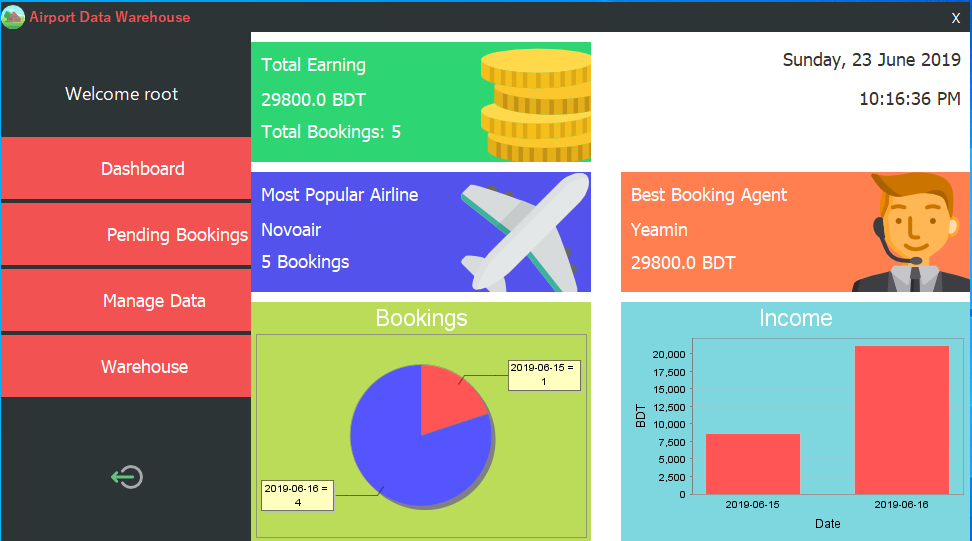 Airport Data Warehouse
X
Welcome root
Dashboard
Pending Bookings
Manage Data
Warehouse
Total Earning
29800.0 BDT
Total Bookings: 5
Sunday, 23 June 2019
10:16:36 PM
Most Popular Airline
Novoair
5 Bookings
Best Booking Agent
Yeamin
29800.0 BDT
Bookings
2019-06-15 =
1
2019-06-16 =
4
Income
20,000
17,500
15,000
12,500
10,000
7,500
5,000
2,500
0
BDT
2019-06-15
2019-06-16
Date